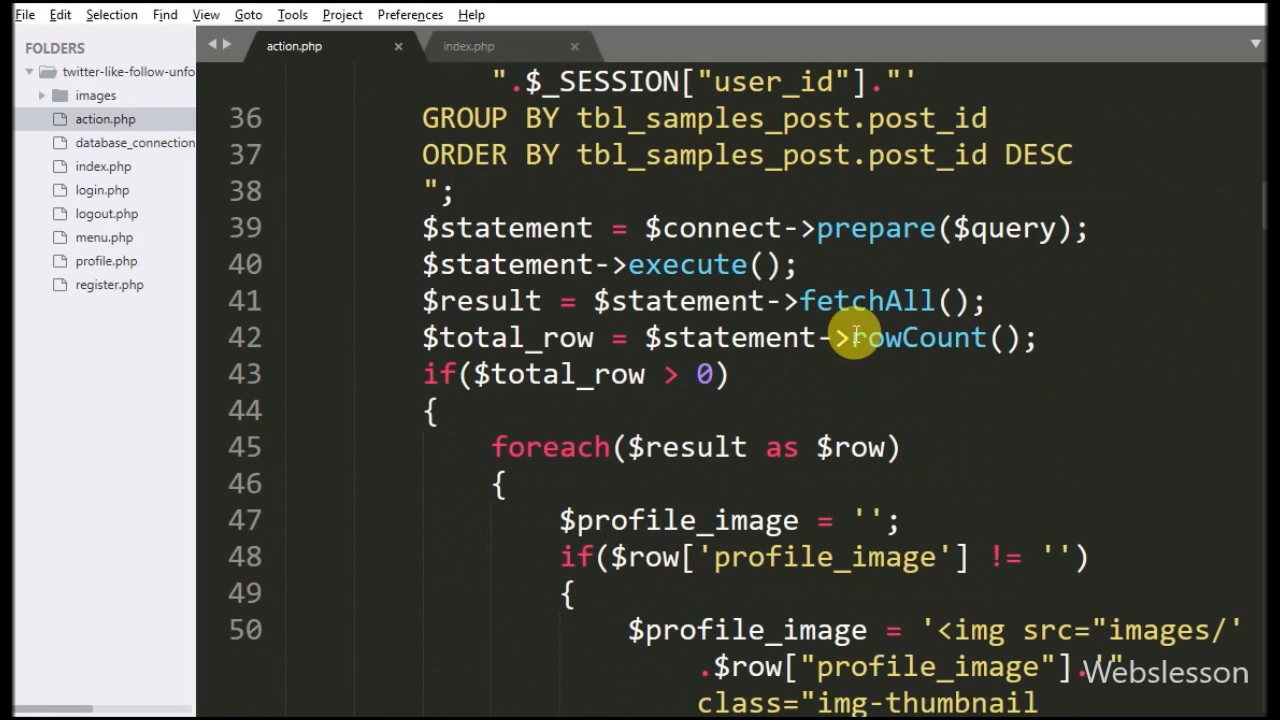 File Edit Selection Find View Goto Tools Project Preferences Help
FOLDERS
twitter-like-follow-unfo
images
action.php
database_connection
index.php
login.php
logout.php
menu.php
profile.php
register.php
action.php × index.php ×
".$_SESSION["user_id"]."'
36 GROUP BY tbl_samples_post.post_id
37 ORDER BY tbl_samples_post.post_id DESC
38 ";
39 $statement = $connect->prepare($query);
40 $statement->execute();
41 $result = $statement->fetchAll();
42 $total_row = $statement->rowCount();
43 if($total_row > 0)
44 {
45 foreach($result as $row)
46 {
47 $profile_image = '';
48 if($row['profile_image'] != '')
49 {
50 $profile_image = '<img src="images/'
.$row["profile_image"].'"
class="img-thumbnail
Webslesson